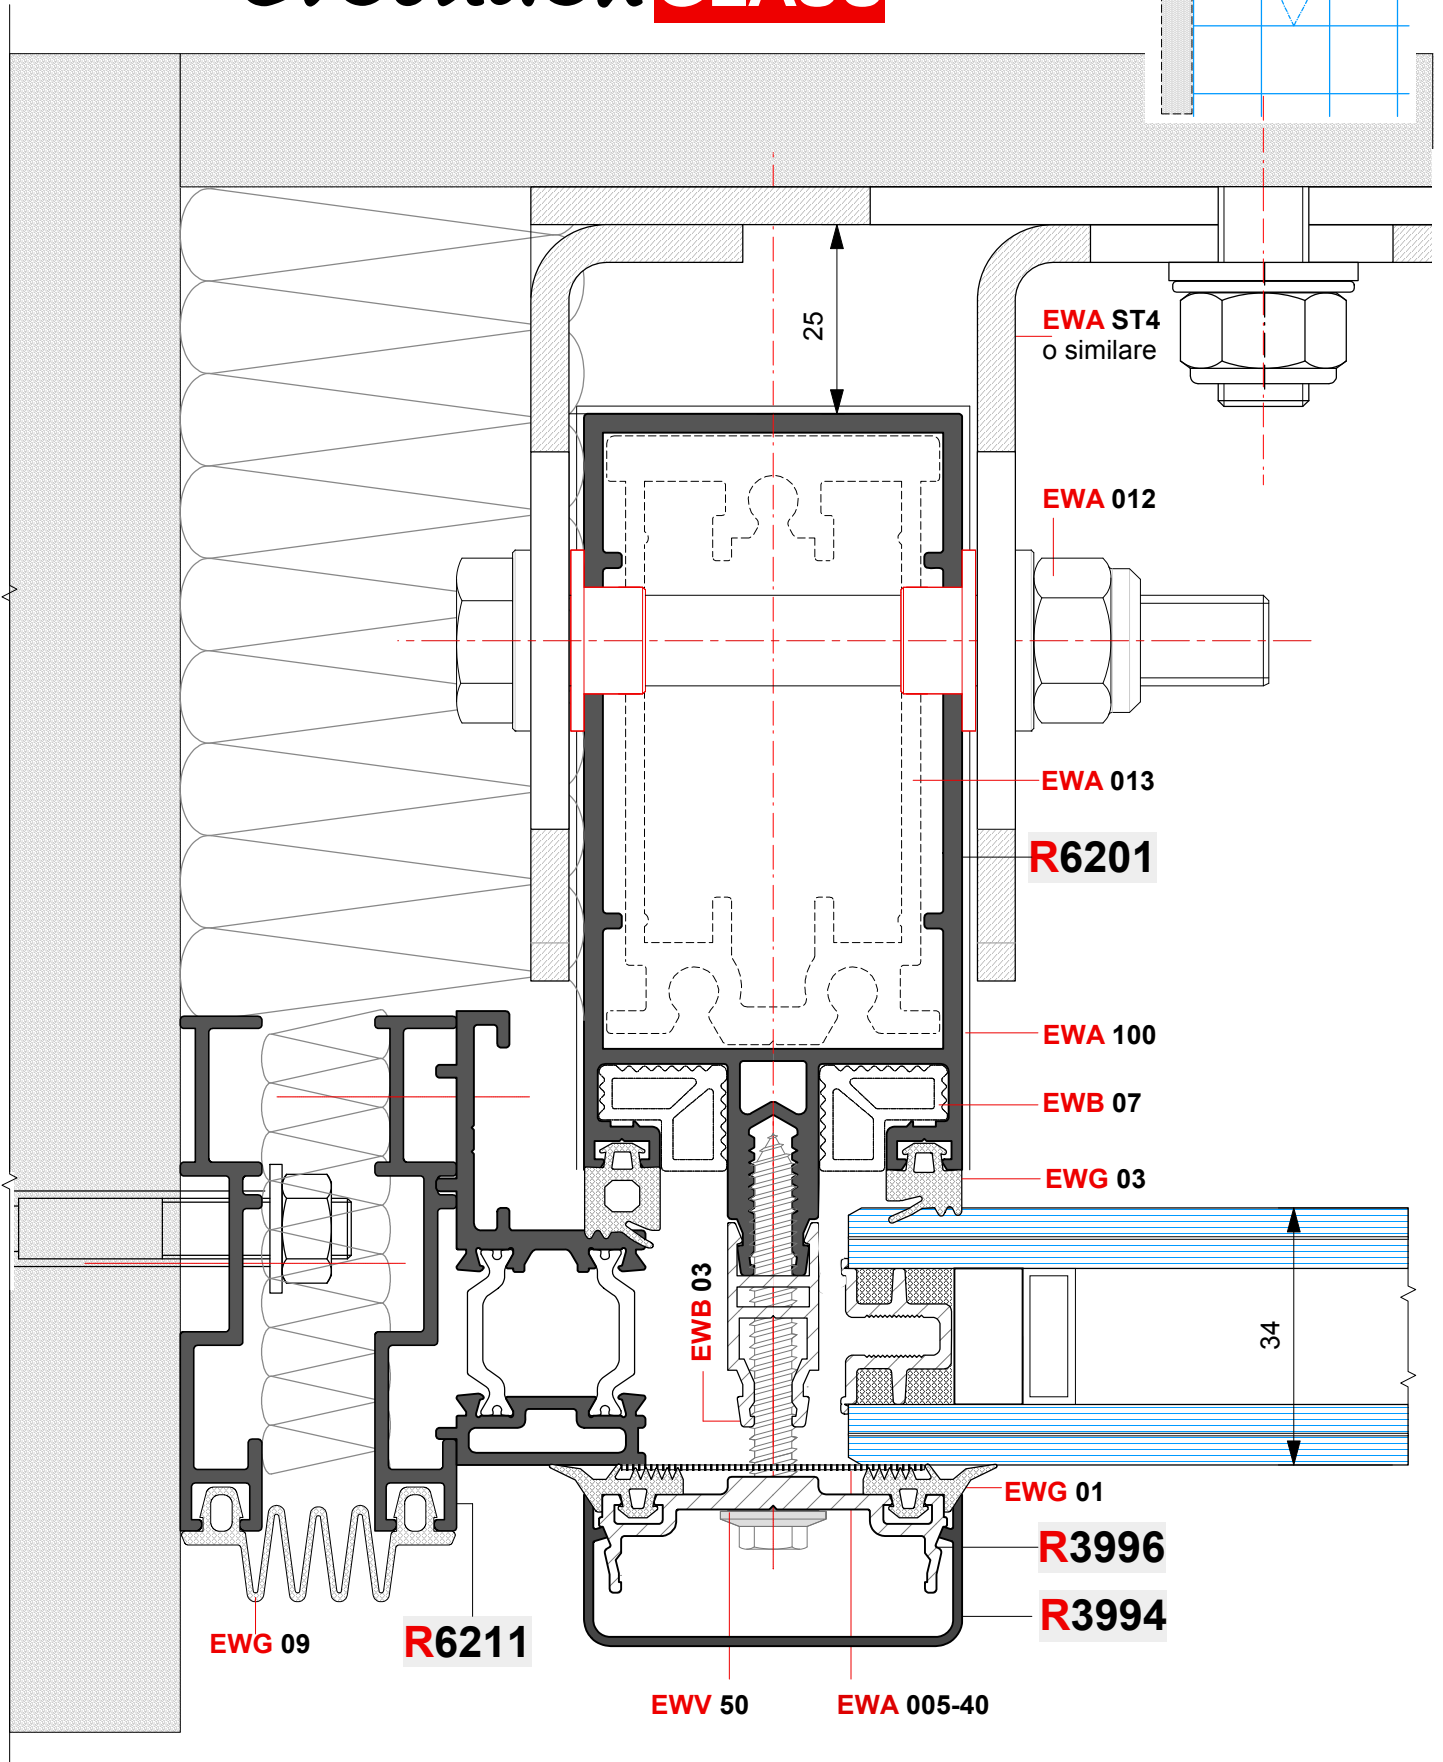 25
EWA ST4
o similare
EWA 012
EWA 013
R6201
EWA 100
EWB 07
EWG 03
EWB 03
34
EWG 01
R3996
R3994
EWG 09
R6211
EWV 50
EWA 005-40